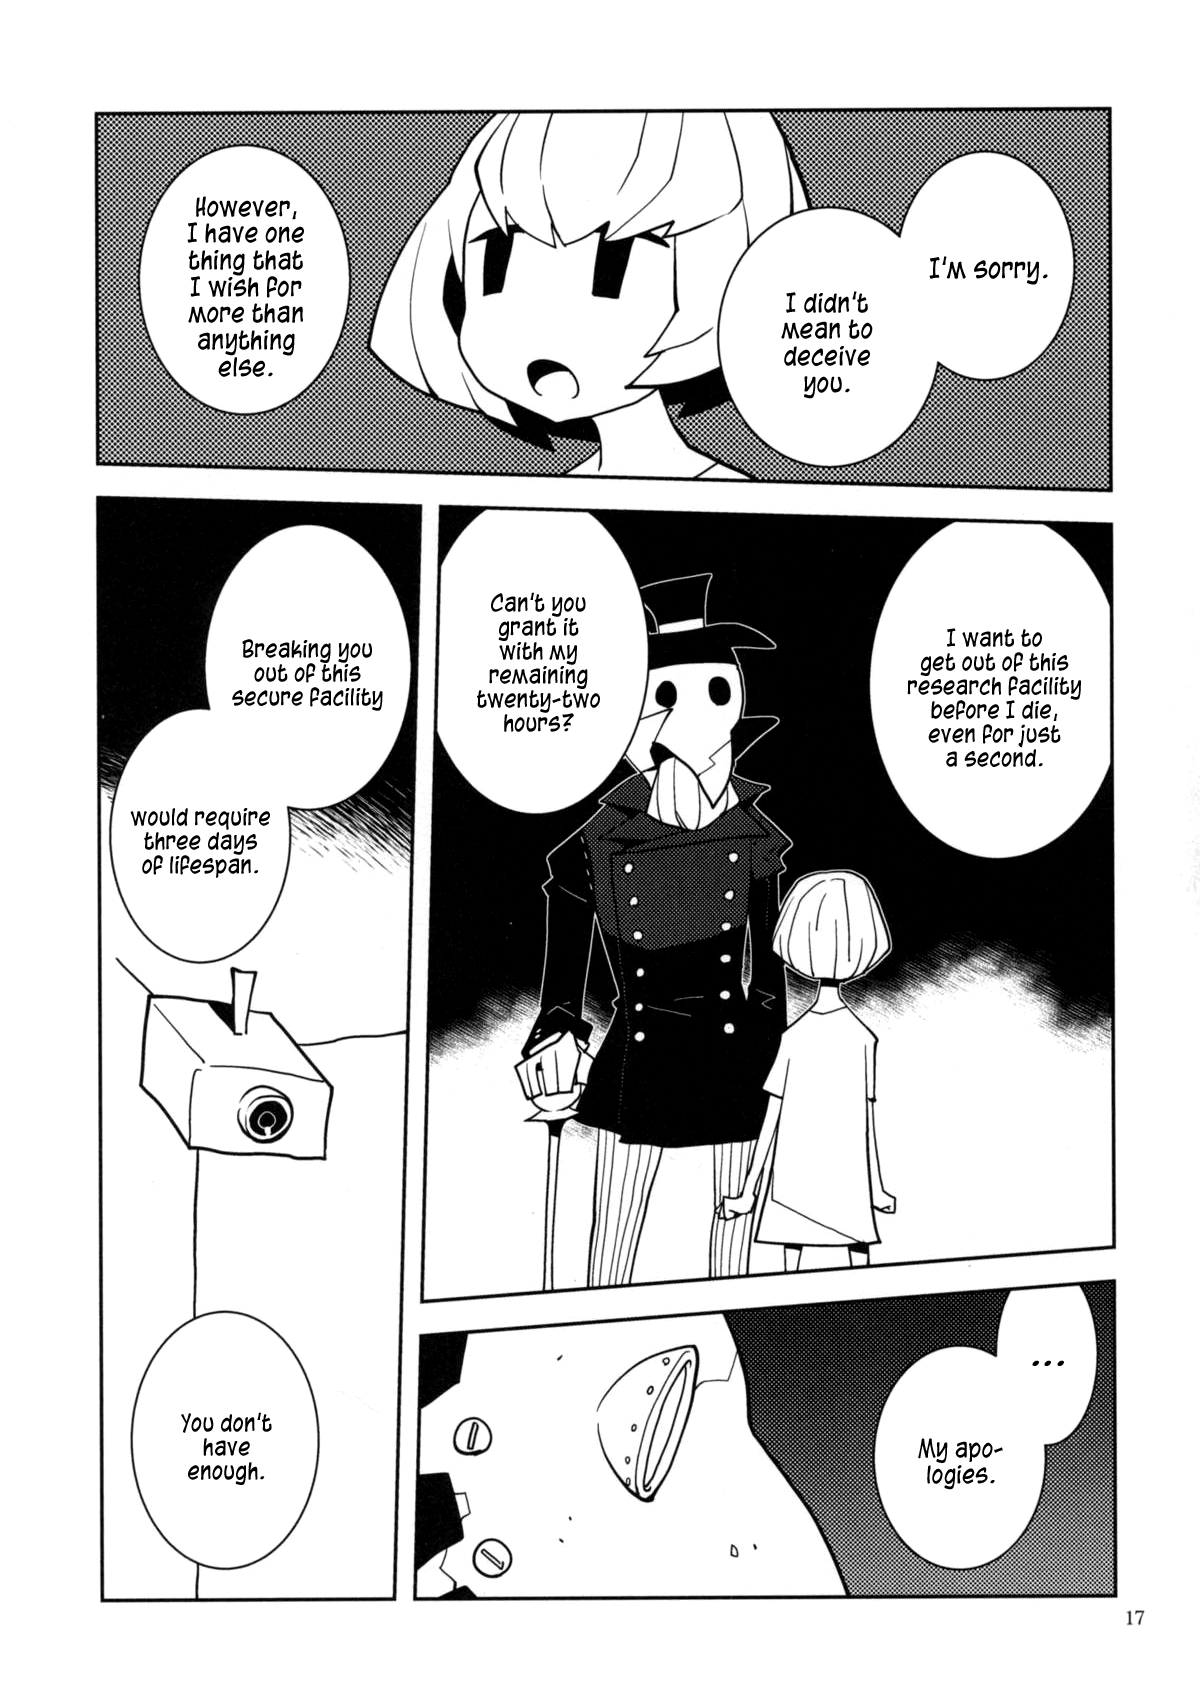 I'm sorry.
I didn't
mean to
deceive
you.
However,
I have one
thing that
I wish for
more than
anything
else.
I want to
get out of this
research facility
before I die,
even for just
a second.
Can't you
grant it
with my
remaining
twenty-two
hours?
...
My apo-
logies.
Breaking you
out of this
secure facility
would require
three days
of lifespan.
You don't
have
enough.
17